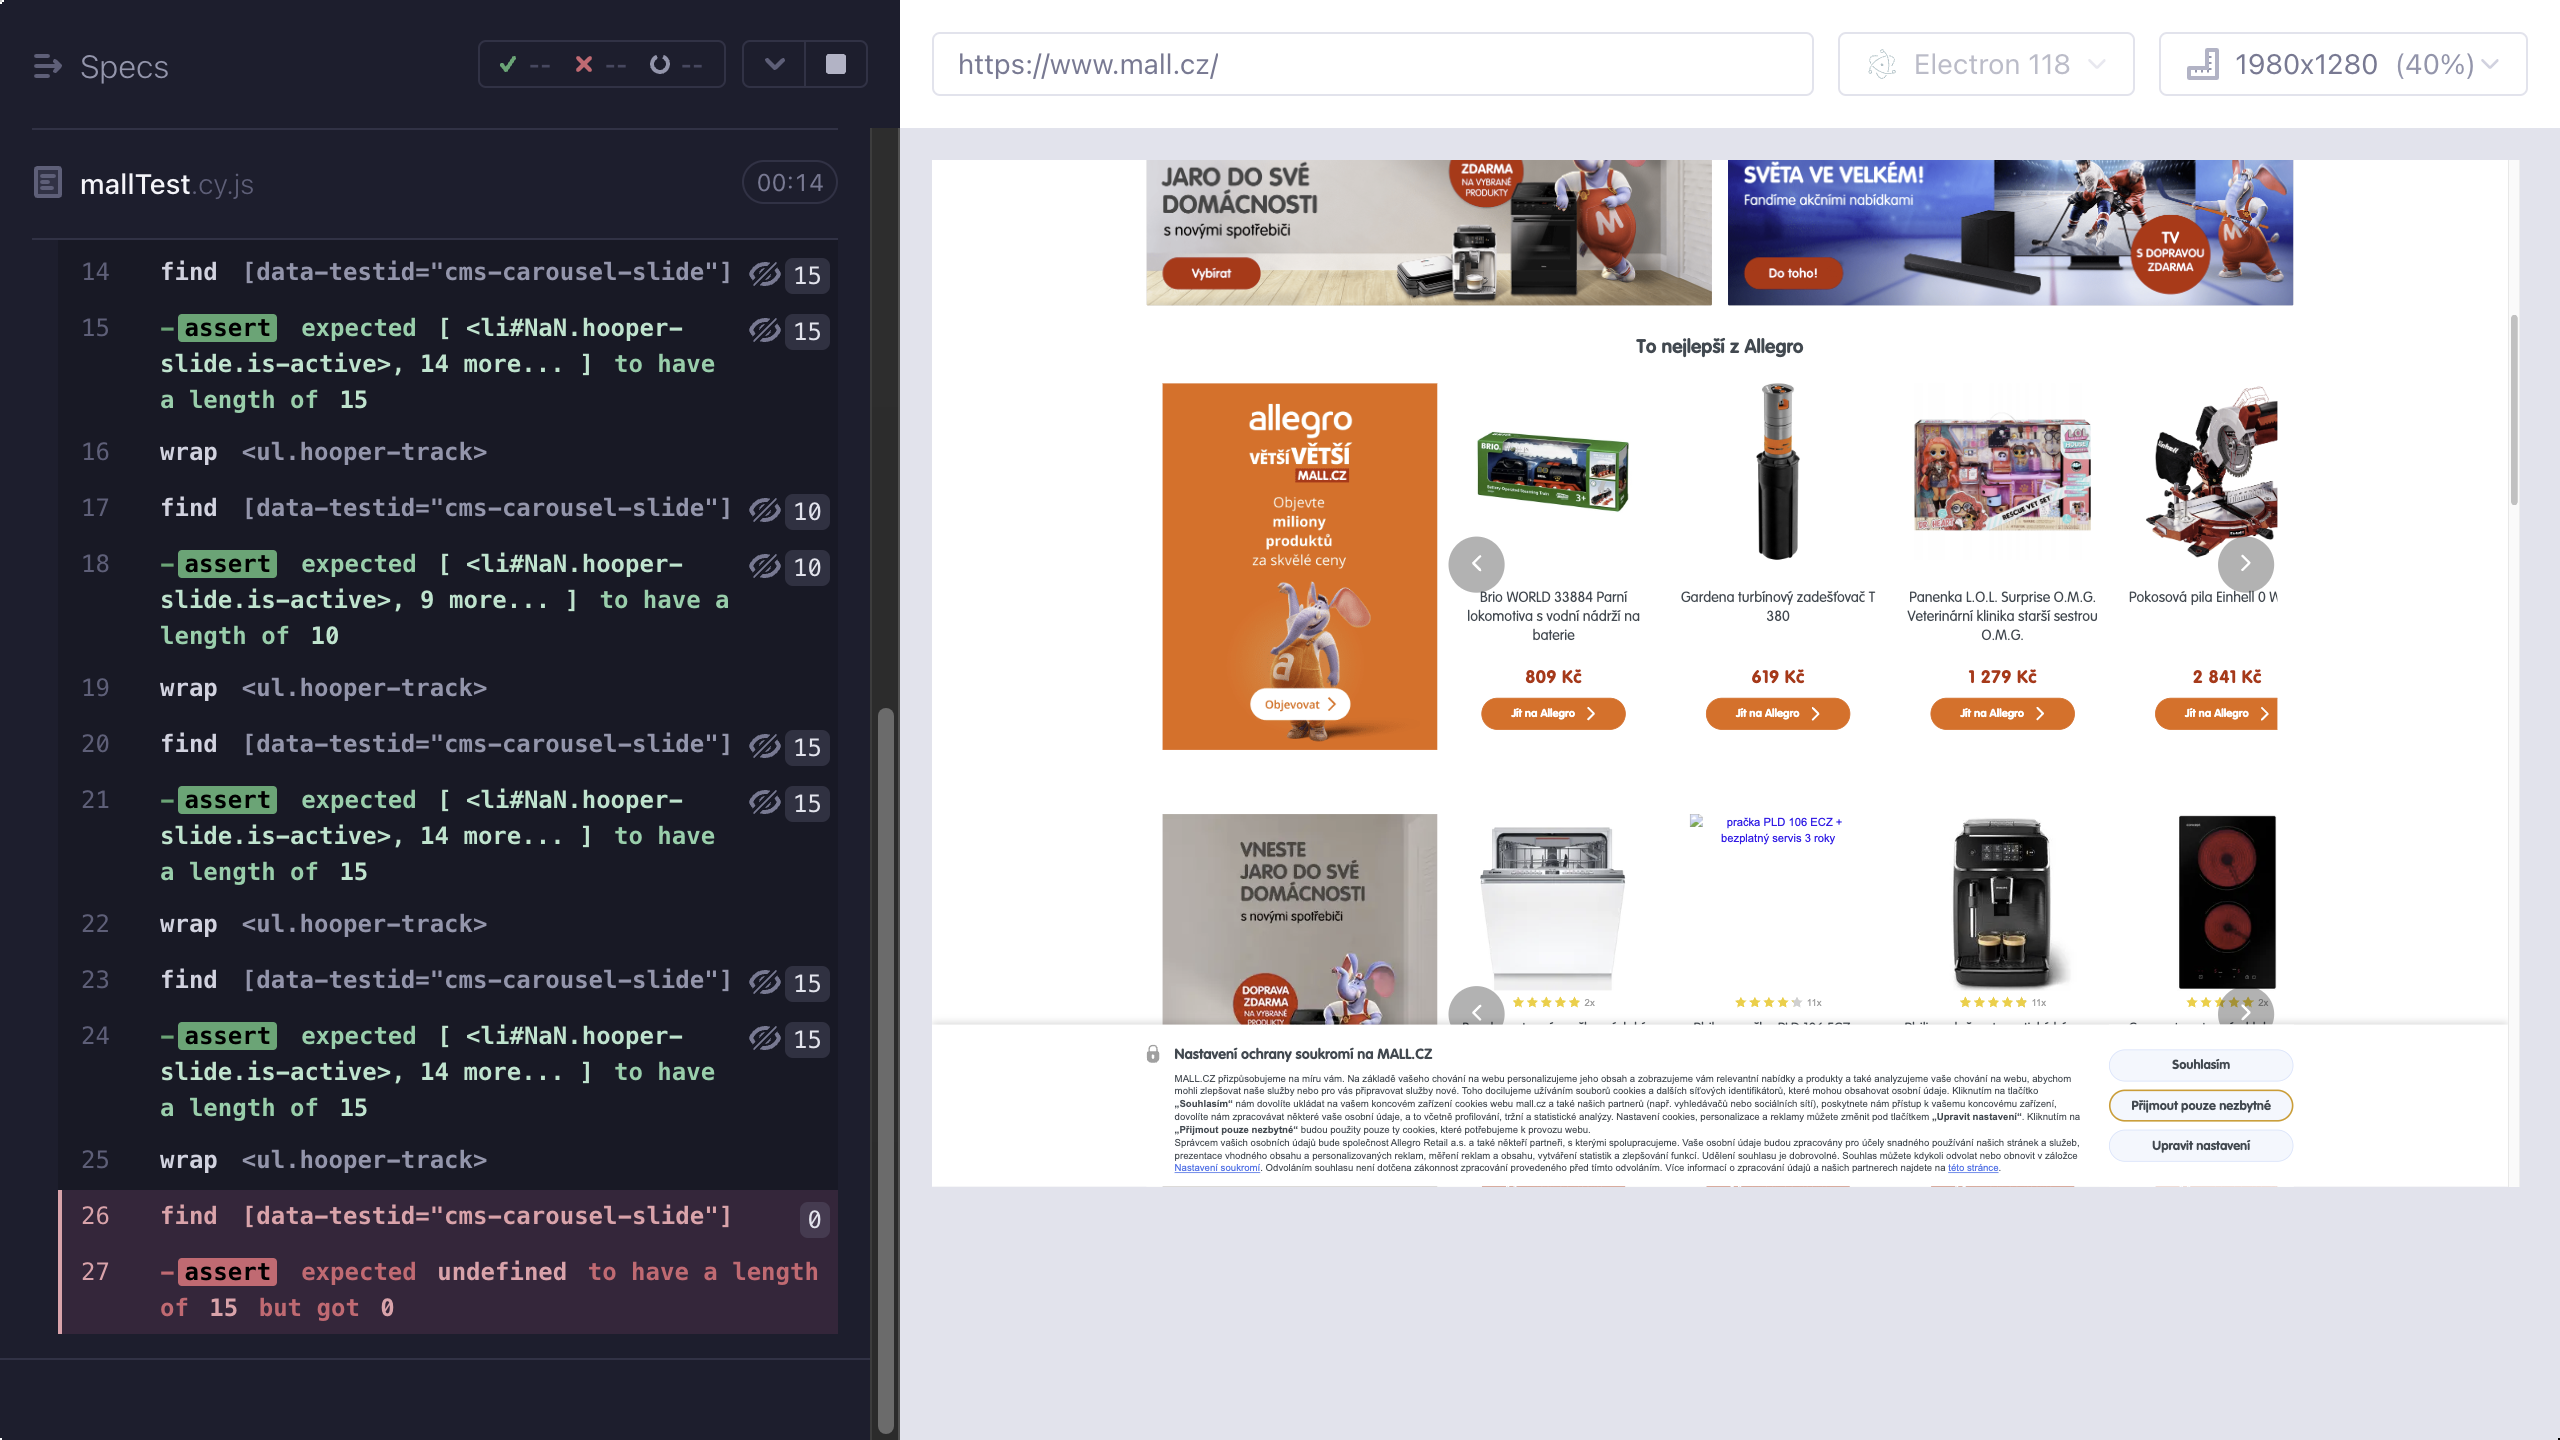 Specs
--
--
--
mallTest.cy.js
00:14
14 find [data-testid="cms-carousel-slide"] 15
15 -assert expected [ <li#NaN.hooper- 15
slide.is-active>, 14 more... ] to have
a length of 15
16 wrap <ul.hooper-track>
17 find [data-testid="cms-carousel-slide"] 10
18 -assert expected [ <li#NaN.hooper- 10
slide.is-active>, 9 more... ] to have a
length of 10
19 wrap <ul.hooper-track>
20 find [data-testid="cms-carousel-slide"] 15
21 -assert expected [ <li#NaN.hooper- 15
slide.is-active>, 14 more... ] to have
a length of 15
22 wrap <ul.hooper-track>
23 find [data-testid="cms-carousel-slide"] 15
24 -assert expected [ <li#NaN.hooper- 15
slide.is-active>, 14 more... ] to have
a length of 15
25 wrap <ul.hooper-track>
26 find [data-testid="cms-carousel-slide"] 0
27 -assert expected undefined to have a length
of 15 but got 0
https://www.mall.cz/
Electron 118
1980x1280 (40%)
JARO DO SVÉ
DOMÁCNOSTI
s novými spotřebiči
Vybírat
ZDARMA
NA VYBRANÉ
PRODUKTY
M
SVĚTA VE VELKÉM!
Fandíme akčními nabídkami
Do toho!
TV
S DOPRAVOU
ZDARMA
M
To nejlepší z Allegro
allegro
VĚTŠÍ VĚTŠÍ
MALL.CZ
Objevte
miliony
produktů
za skvělé ceny
a
Objevovat
BRIO
3+
L.O.L.
RESCUE VET SET
Einhell
Brio WORLD 33884 Parní
lokomotiva s vodní nádrží na
baterie
809 Kč
Jít na Allegro
Gardena turbínový zadešťovač T
380
619 Kč
Jít na Allegro
Panenka L.O.L. Surprise O.M.G.
Veterinární klinika starší sestrou
O.M.G.
1 279 Kč
Jít na Allegro
Pokosová pila Einhell 0 W
2 841 Kč
Jít na Allegro
VNESTE
JARO DO SVÉ
DOMÁCNOSTI
s novými spotřebiči
DOPRAVA
ZDARMA
NA VYBRANÉ
PRODUKTY
pračka PLD 106 ECZ +
bezplatný servis 3 roky
2x
11x
11x
2x
Nastavení ochrany soukromí na MALL.CZ
MALL.CZ přizpůsobujeme na míru vám. Na základě vašeho chování na webu personalizujeme jeho obsah a zobrazujeme vám relevantní nabídky a produkty a také analyzujeme vaše chování na webu, abychom
mohli zlepšovat naše služby nebo pro vás připravovat služby nové. Toho docilujeme užíváním souborů cookies a dalších síťových identifikátorů, které mohou obsahovat osobní údaje. Kliknutím na tlačítko
„Souhlasím“ nám dovolíte ukládat na vašem koncovém zařízení cookies webu mall.cz a také našich partnerů (např. vyhledávačů nebo sociálních sítí), poskytnete nám přístup k vašemu koncovému zařízení,
dovolíte nám zpracovávat některé vaše osobní údaje, a to včetně profilování, tržní a statistické analýzy. Nastavení cookies, personalizace a reklamy můžete změnit pod tlačítkem „Upravit nastavení“. Kliknutím na
„Přijmout pouze nezbytné“ budou použity pouze ty cookies, které potřebujeme k provozu webu.
Správcem vašich osobních údajů bude společnost Allegro Retail a.s. a také někteří partneři, s kterými spolupracujeme. Vaše osobní údaje budou zpracovány pro účely snadného používání našich stránek a služeb,
prezentace vhodného obsahu a personalizovaných reklam, měření reklam a obsahu, vytváření statistik a zlepšování funkcí. Udělení souhlasu je dobrovolné. Souhlas můžete kdykoli odvolat nebo obnovit v záložce
Nastavení soukromí. Odvoláním souhlasu není dotčena zákonnost zpracování provedeného před tímto odvoláním. Více informací o zpracování údajů a našich partnerech najdete na této stránce.
Souhlasím
Přijmout pouze nezbytné
Upravit nastavení